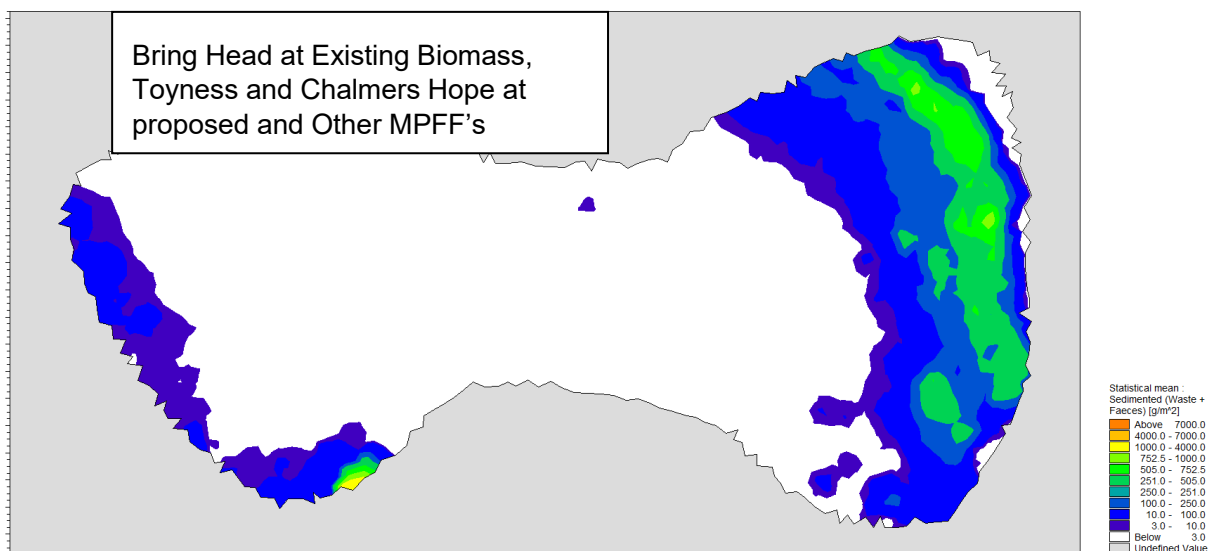 Bring Head at Existing Biomass,
Toyness and Chalmers Hope at
proposed and Other MPFF’s
Statistical mean :
Sedimented (Waste +
Faeces) [g/m^2]
Above 7000.0
4000.0 - 7000.0
1000.0 - 4000.0
752.5 - 1000.0
505.0 - 752.5
251.0 - 505.0
250.0 - 251.0
100.0 - 250.0
10.0 - 100.0
3.0 - 10.0
Below 3.0
Undefined Value